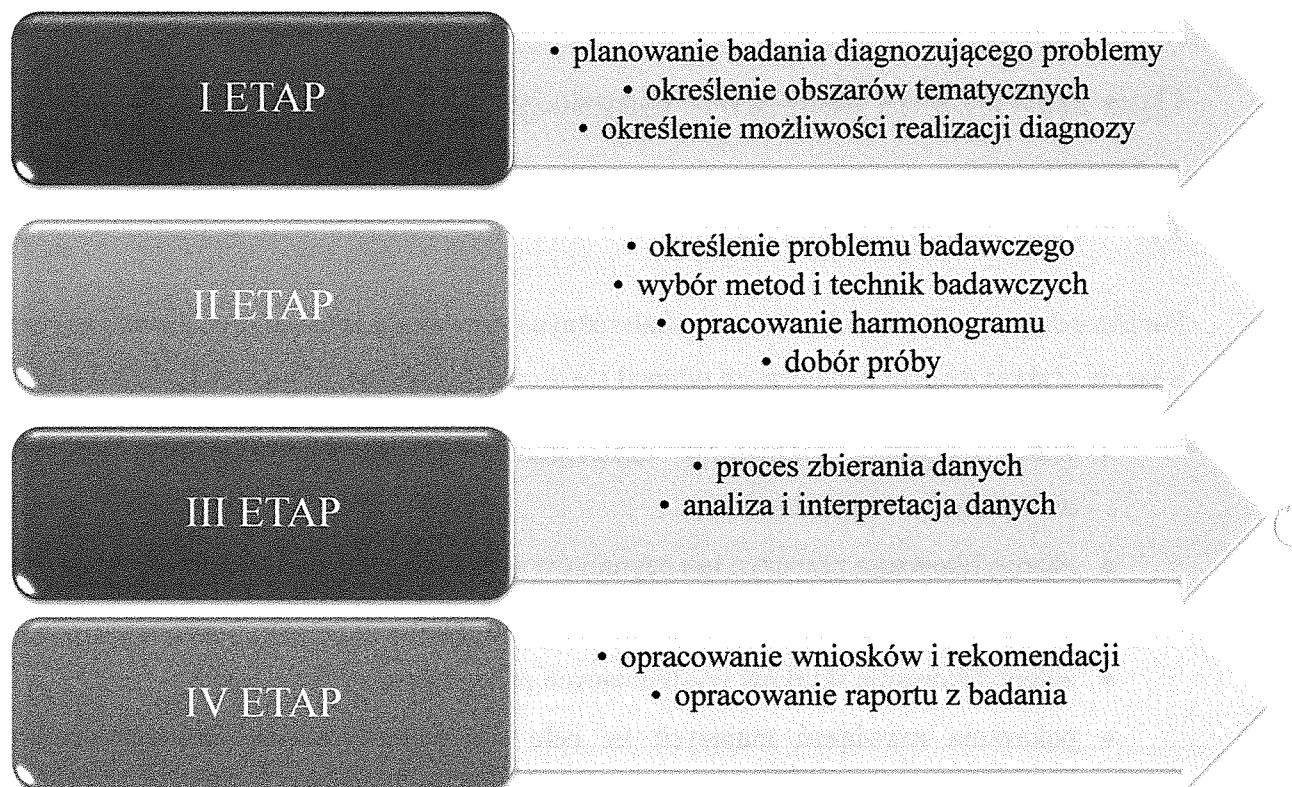 I ETAP
• planowanie badania diagnozującego problemy
• określenie obszarów tematycznych
• określenie możliwości realizacji diagnozy
II ETAP
• określenie problemu badawczego
• wybór metod i technik badawczych
• opracowanie harmonogramu
• dobór próby
III ETAP
• proces zbierania danych
• analiza i interpretacja danych
IV ETAP
• opracowanie wniosków i rekomendacji
• opracowanie raportu z badania